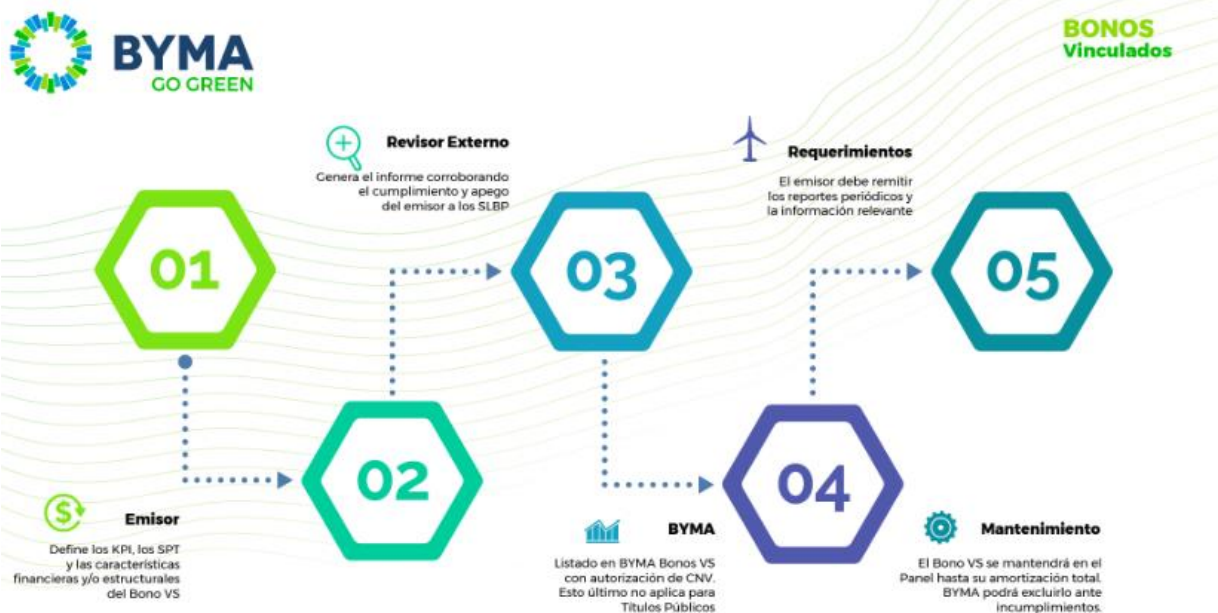 BYMA
GO GREEN
BONOS
Vinculados
01
Emisor
Define los KPI, los SPT
y las características
financieras y/o estructurales
del Bono VS
02
Revisor Externo
Genera el informe corroborando
el cumplimiento y apego
del emisor a los SLBP
03
BYMA
Listado en BYMA Bonos VS
con autorización de CNV.
Esto último no aplica para
Títulos Públicos
04
Requerimientos
El emisor debe remitir
los reportes periódicos y
la información relevante
05
Mantenimiento
El Bono VS se mantendrá en el
Panel hasta su amortización total.
BYMA podrá excluirlo ante
incumplimientos.